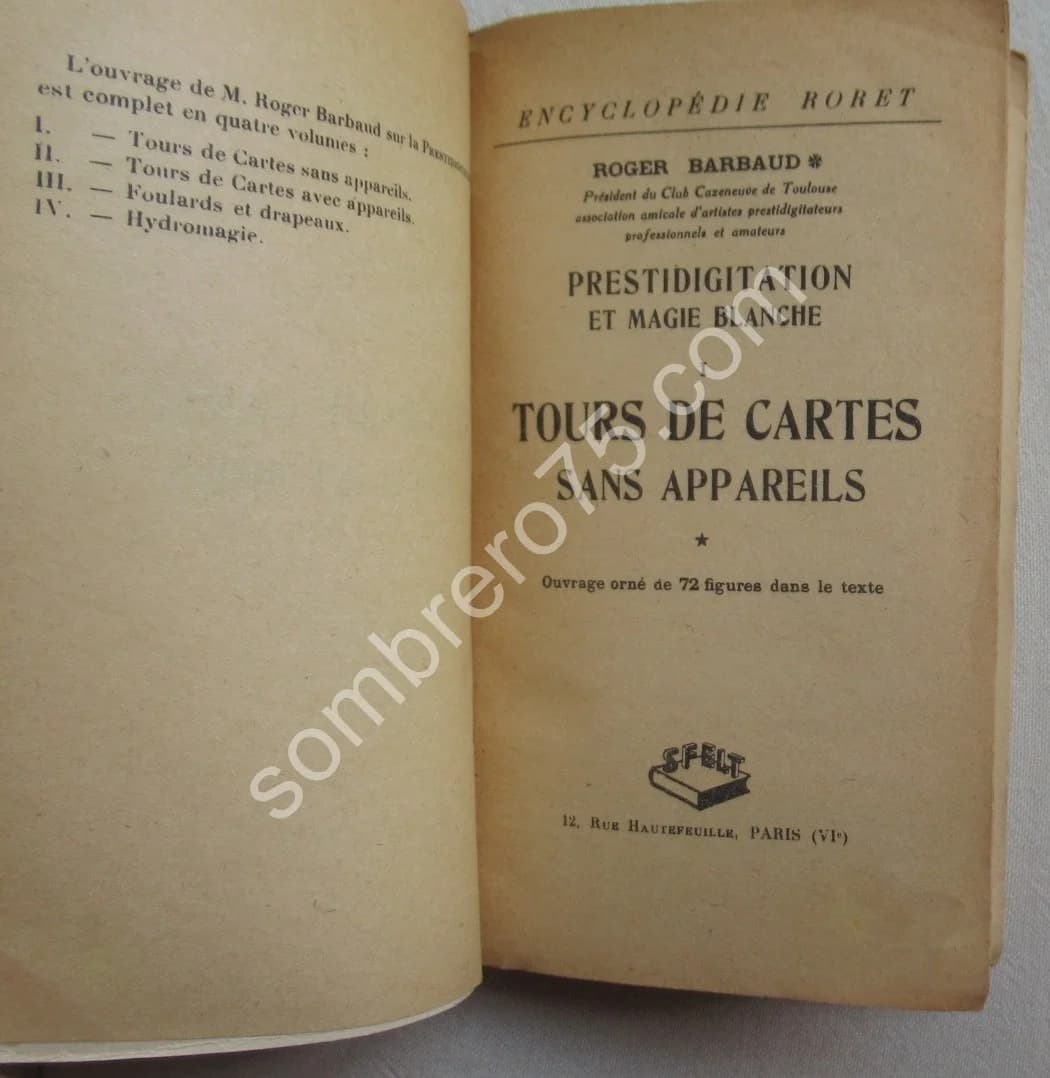 L'ouvrage de M. Roger Barbaud sur la
est complet en quatre volumes :
I. — Tours de Cartes sans appareils.
II. — Tours de Cartes avec appareils.
III. — Foulards et drapeaux.
IV. — Hydromagie.
ENCYCLOPÉDIE RORET
ROGER BARBAUD *
Président du Club Cazeneuve de Toulouse
association amicale d'artistes prestidigitateurs
professionnels et amateurs
PRESTIDIGITATION
ET MAGIE BLANCHE
I
TOURS DE CARTES
SANS APPAREILS
★
Ouvrage orné de 72 figures dans le texte
SFELT
12, RUE HAUTEFEUILLE, PARIS (VIe)
sombrero75.com